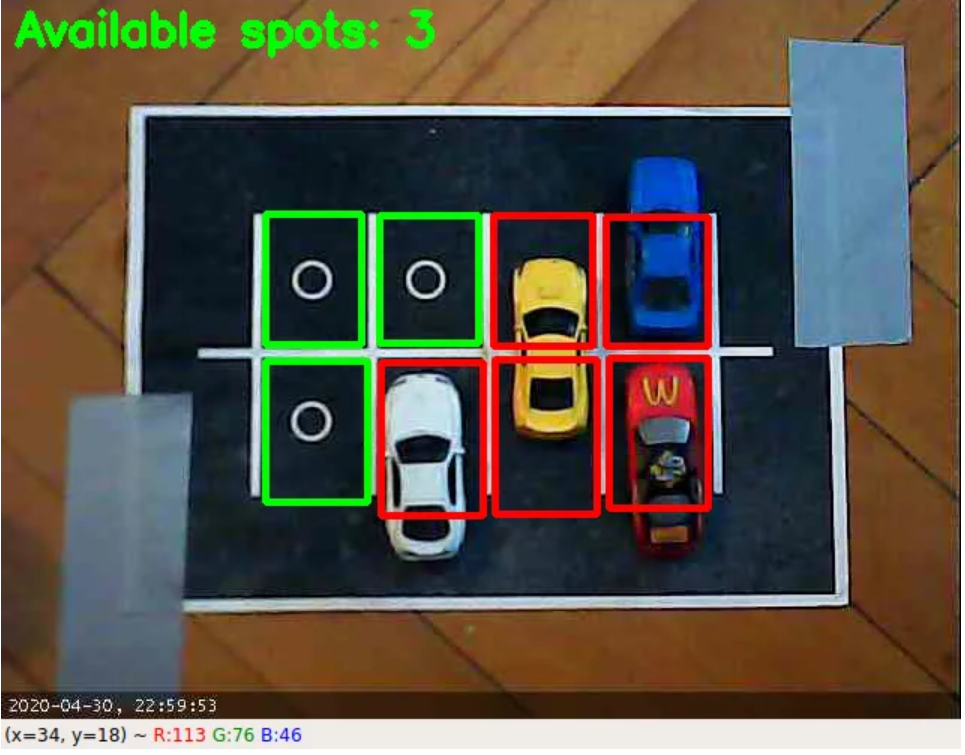 Available spots: 3
2020-04-30, 22:59:53
(x=34, y=18) ~ R:113 G:76 B:46